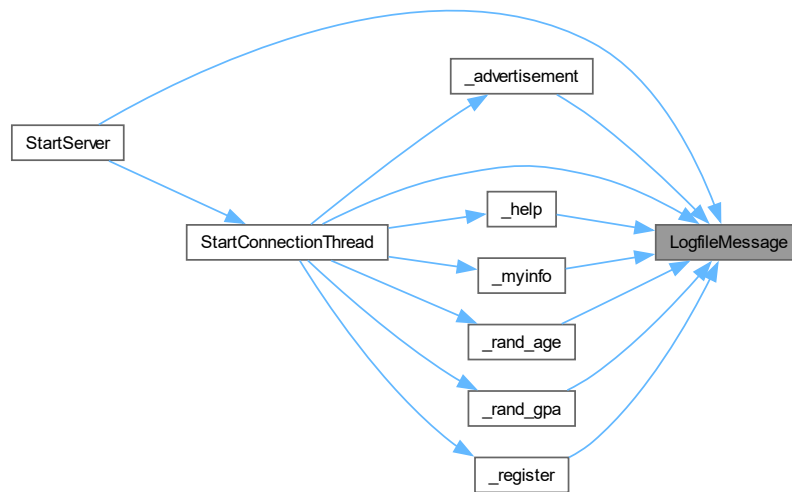 _advertisement
StartServer
_help
StartConnectionThread
LogfileMessage
_myinfo
_rand_age
_rand_gpa
_register